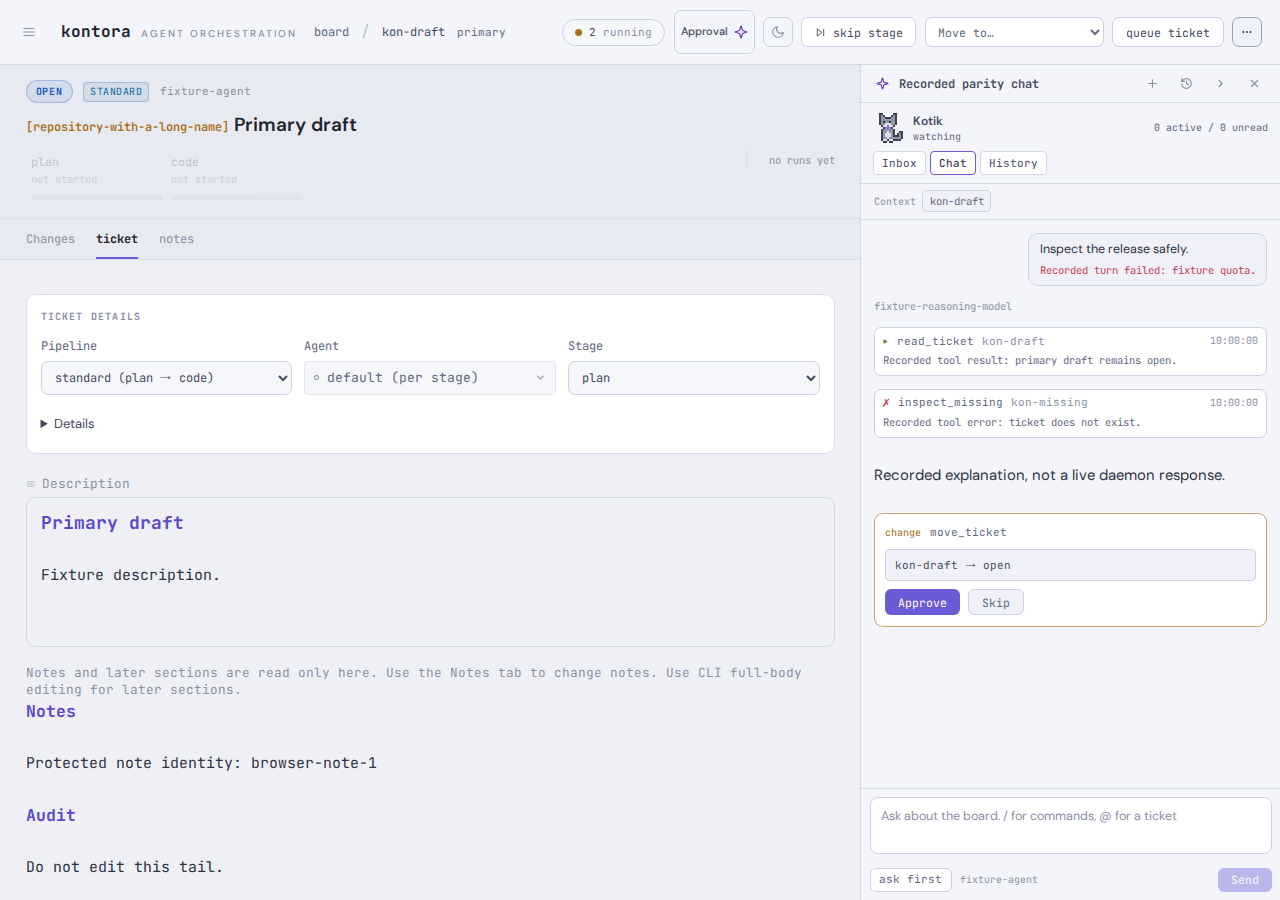 kontora AGENT ORCHESTRATION board / kon-draft primary 2 running Approval skip stage Move to… queue ticket ···
OPEN STANDARD fixture-agent
[repository-with-a-long-name] Primary draft
plan code no runs yet
not started not started
Changes ticket notes
TICKET DETAILS
Pipeline Agent Stage
standard (plan → code) default (per stage) plan
Details
Description
Primary draft
Fixture description.
Notes and later sections are read only here. Use the Notes tab to change notes. Use CLI full-body
editing for later sections.
Notes
Protected note identity: browser-note-1
Audit
Do not edit this tail.
Recorded parity chat
Kotik
watching
0 active / 0 unread
Inbox Chat History
Context kon-draft
Inspect the release safely.
Recorded turn failed: fixture quota.
fixture-reasoning-model
▸ read_ticket kon-draft 10:00:00
Recorded tool result: primary draft remains open.
✗ inspect_missing kon-missing 10:00:00
Recorded tool error: ticket does not exist.
Recorded explanation, not a live daemon response.
change move_ticket
kon-draft → open
Approve Skip
Ask about the board. / for commands, @ for a ticket
ask first fixture-agent Send